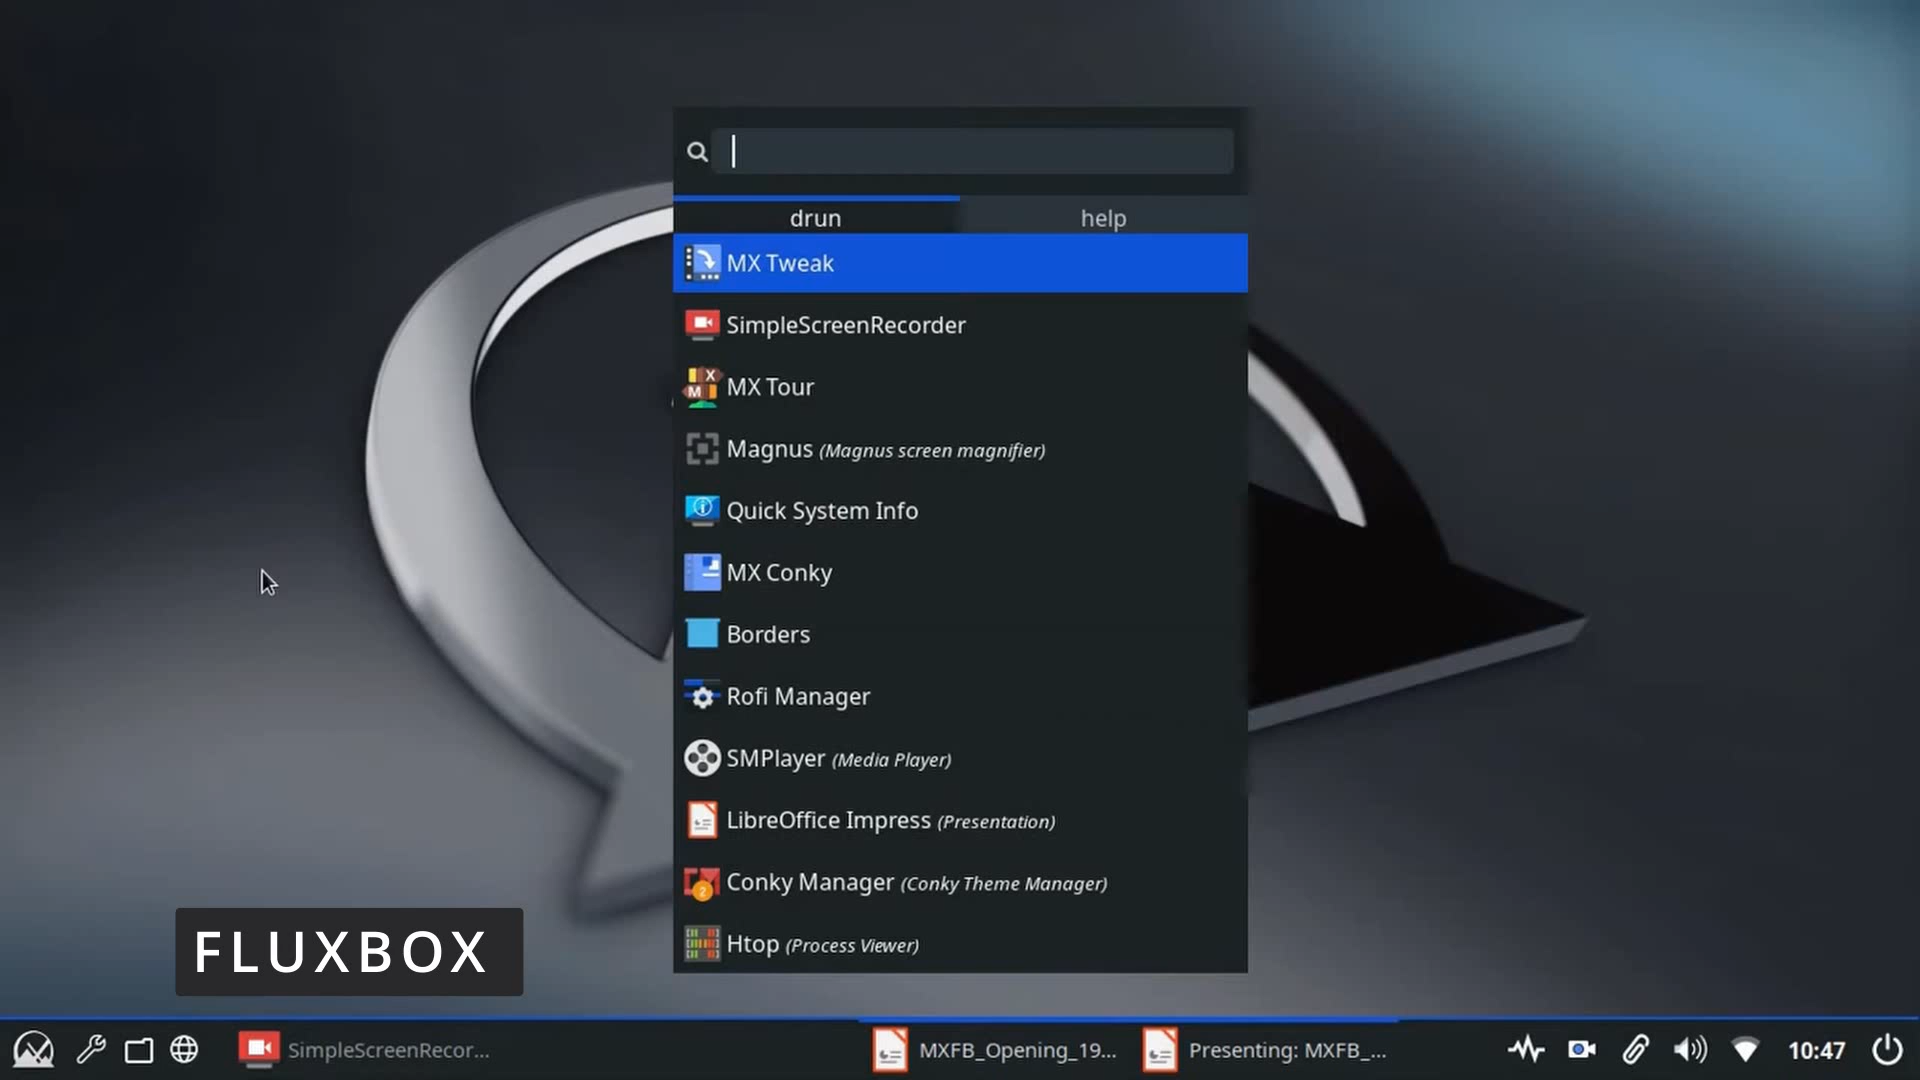 drun help
MX Tweak
SimpleScreenRecorder
X
M
MX Tour
Magnus (Magnus screen magnifier)
Quick System Info
MX Conky
Borders
Rofi Manager
SMPlayer (Media Player)
LibreOffice Impress (Presentation)
2
Conky Manager (Conky Theme Manager)
Htop (Process Viewer)
FLUXBOX
SimpleScreenRecor... MXFB_Opening_19... Presenting: MXFB_... 10:47